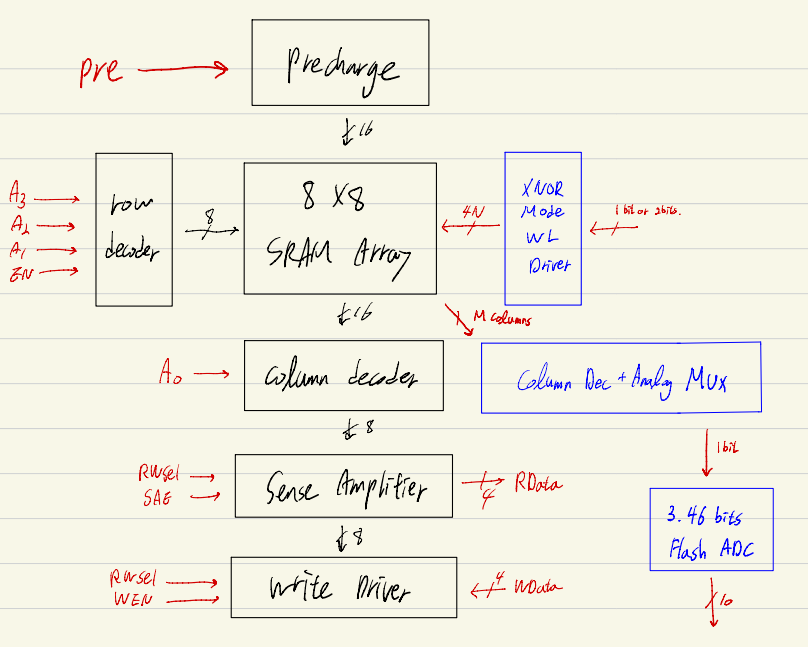 pre
Precharge
16
A3
A2
A1
EN
row
decoder
8
8 X8
SRAM Array
4N
XNOR
Mode
WL
Driver
1 bit or 2bits.
16
M columns
A0
column decoder
Column Dec + Analog MUX
8
1bit
RWsel
SAE
Sense Amplifier
4
RData
3.46 bits
Flash ADC
8
RWsel
WEN
Write Driver
4
WData
10